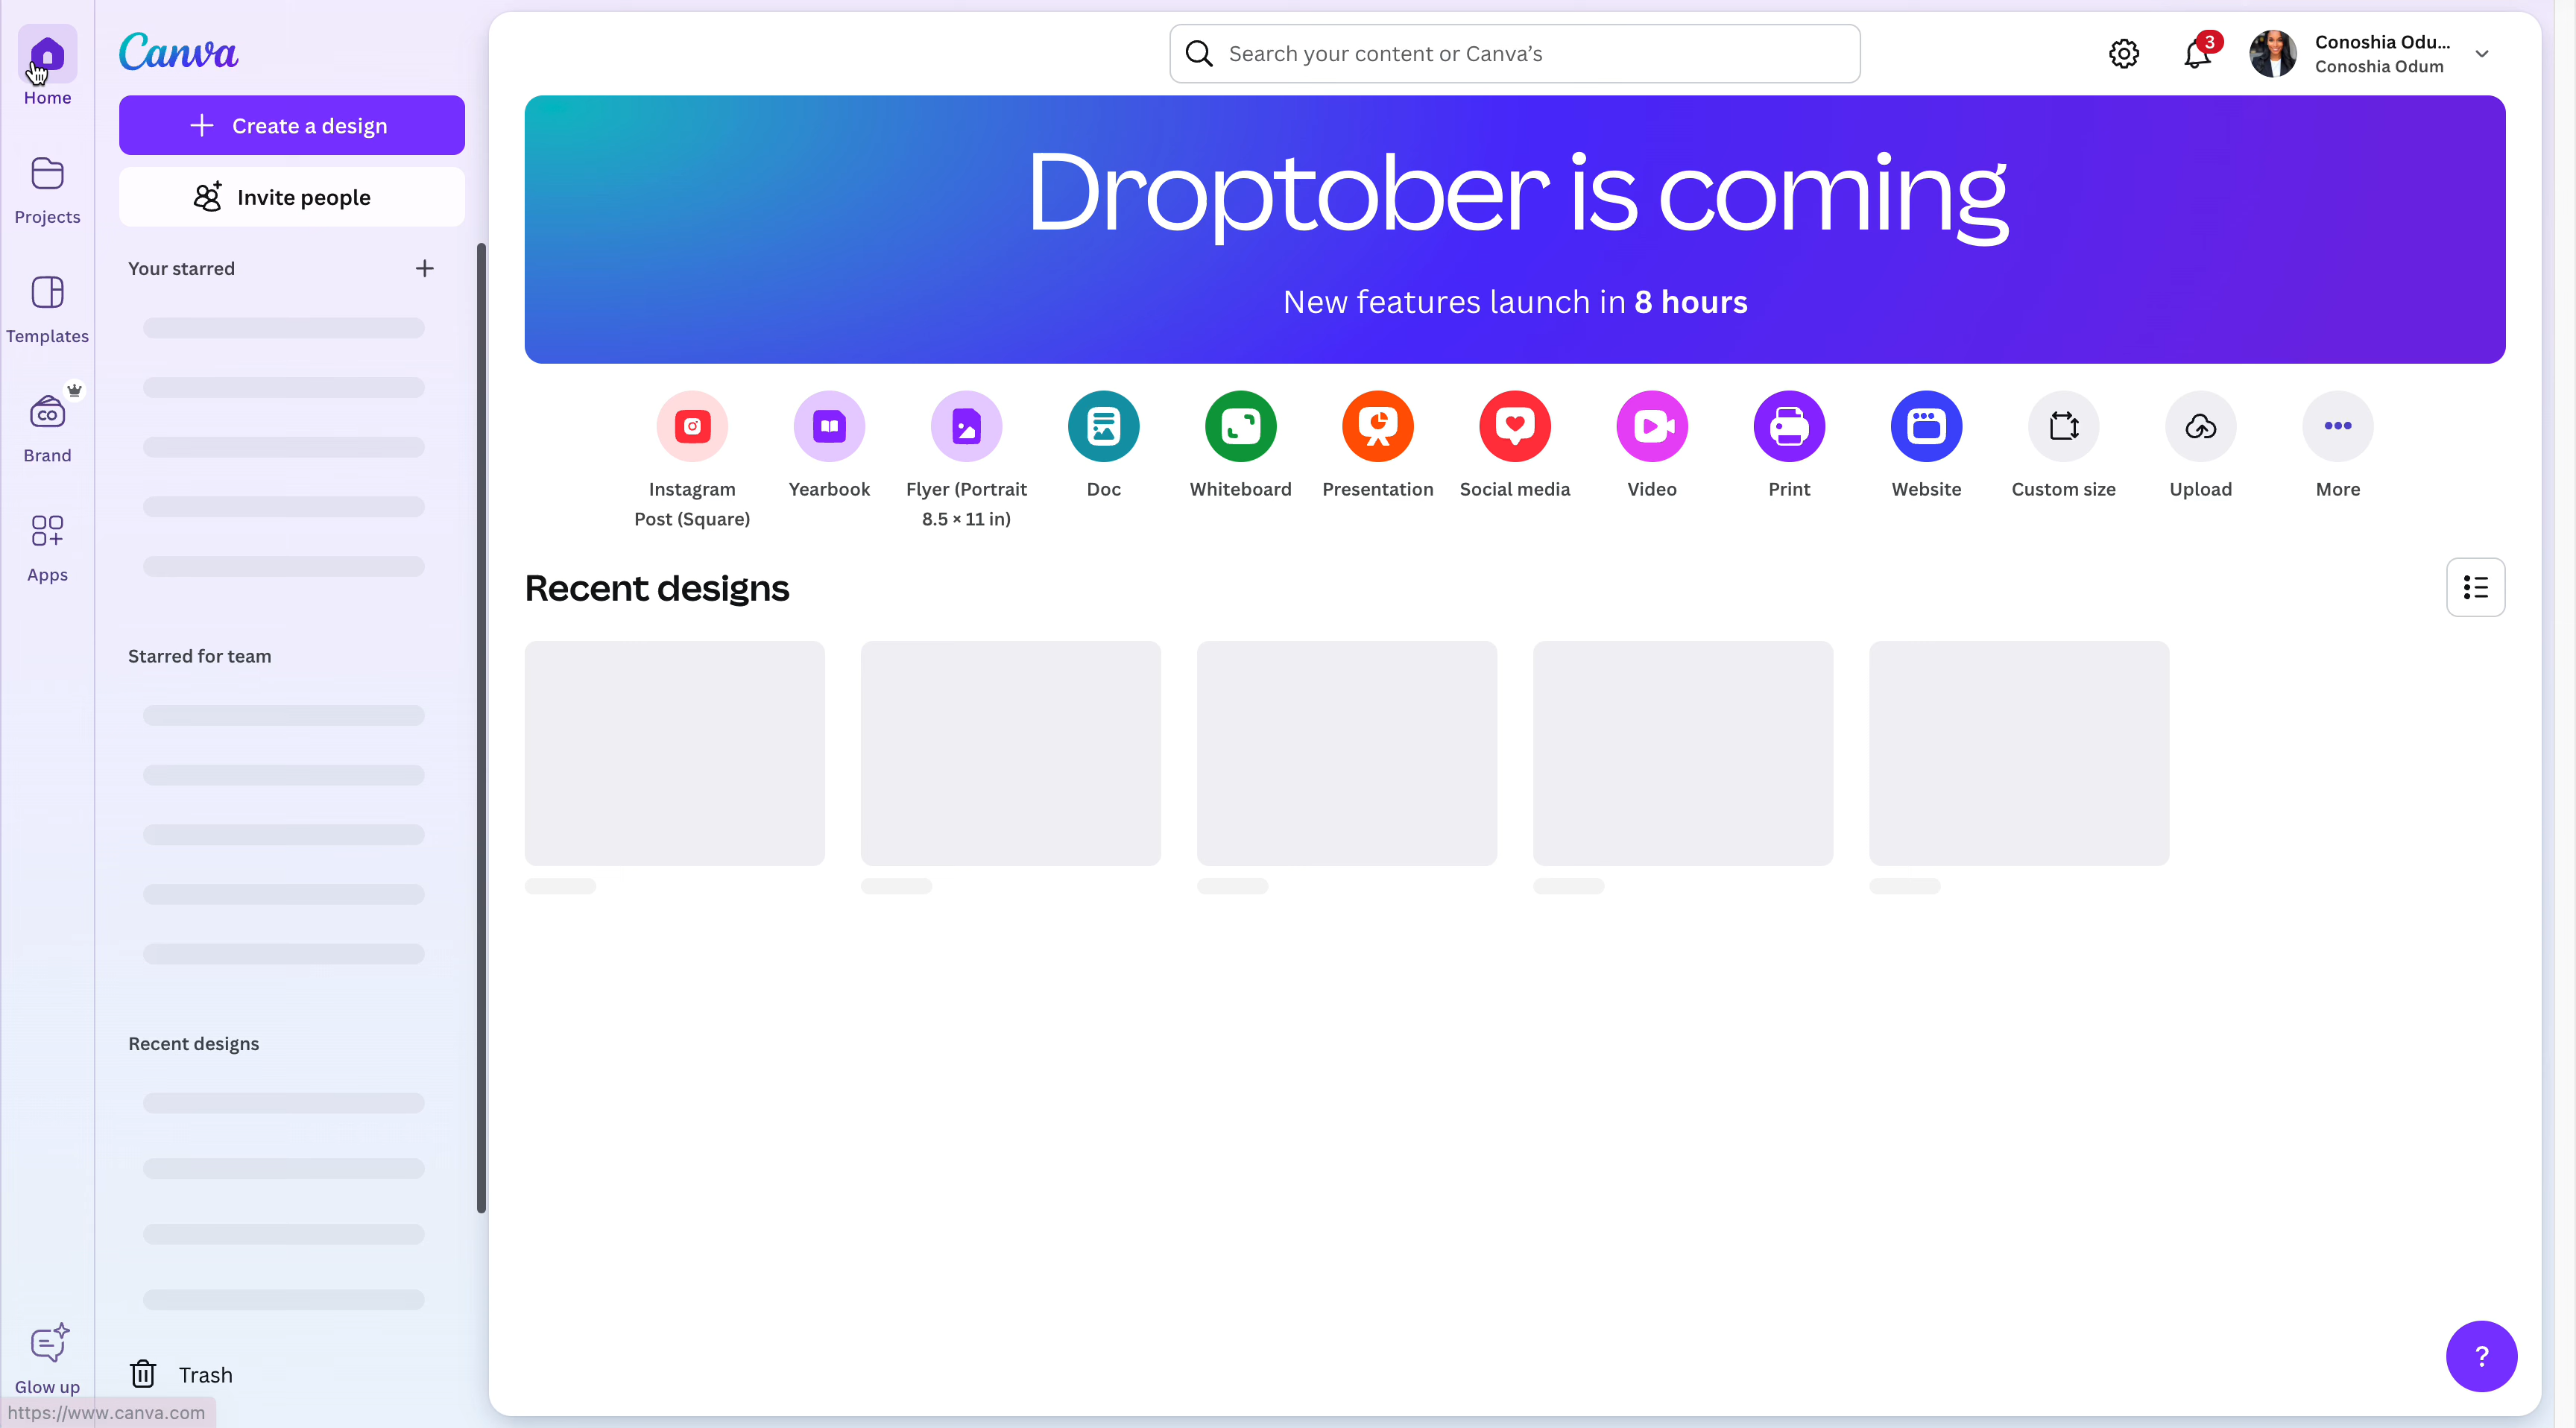 Home
Projects
Templates
CO
Brand
Apps
Glow up
https://www.canva.com
Canva
Create a design
Invite people
Your starred
Starred for team
Recent designs
Trash
Search your content or Canva’s
3
Conoshia Odu...
Conoshia Odum
Droptober is coming
New features launch in 8 hours
Instagram
Post (Square)
Yearbook
Flyer (Portrait
8.5 × 11 in)
Doc
Whiteboard
Presentation
Social media
Video
Print
Website
Custom size
Upload
More
Recent designs
?